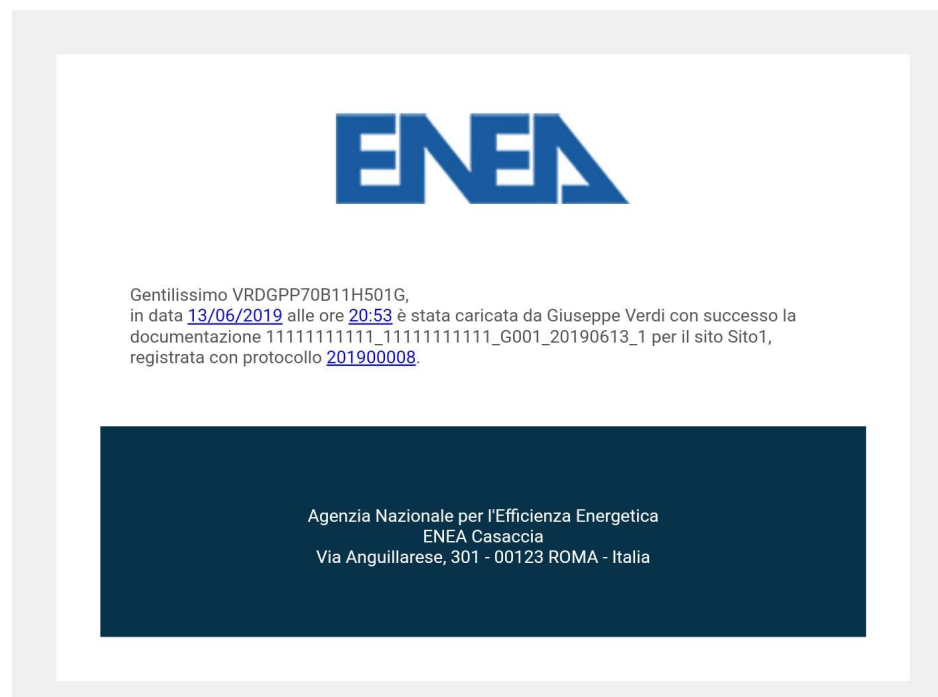 ENEA
Gentilissimo VRDGPP70B11H501G,
in data 13/06/2019 alle ore 20:53 è stata caricata da Giuseppe Verdi con successo la
documentazione 11111111111_11111111111_G001_20190613_1 per il sito Sito1,
registrata con protocollo 201900008.
Agenzia Nazionale per l'Efficienza Energetica
ENEA Casaccia
Via Anguillarese, 301 - 00123 ROMA - Italia